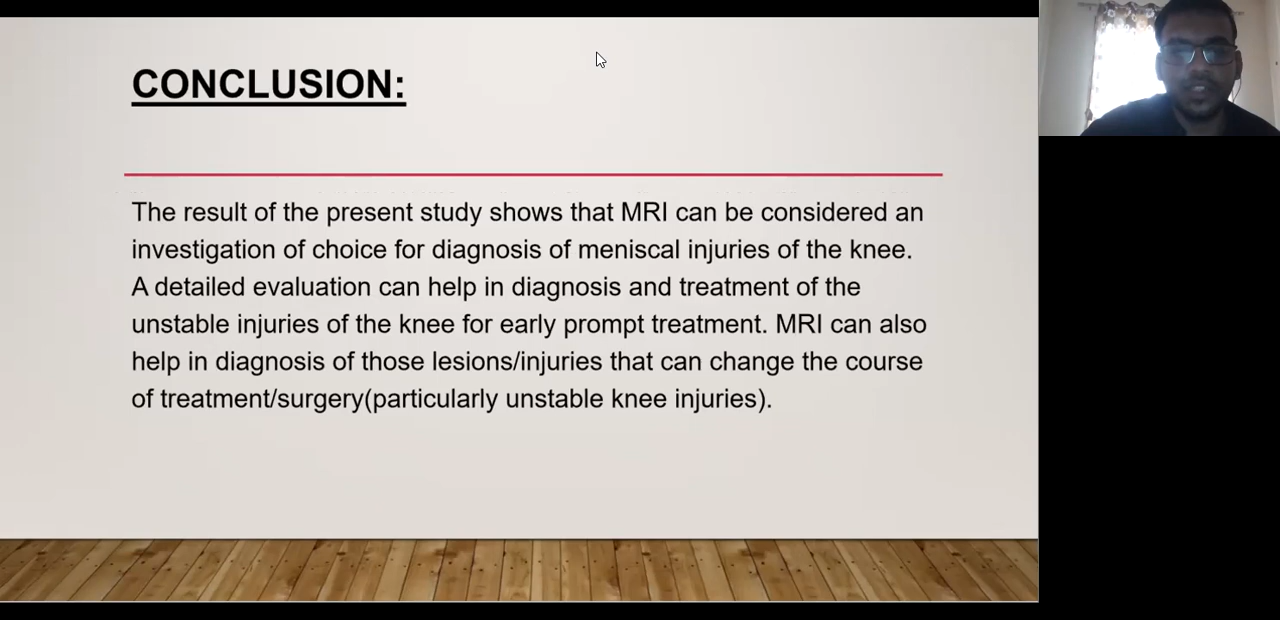 CONCLUSION:
The result of the present study shows that MRI can be considered an
investigation of choice for diagnosis of meniscal injuries of the knee.
A detailed evaluation can help in diagnosis and treatment of the
unstable injuries of the knee for early prompt treatment. MRI can also
help in diagnosis of those lesions/injuries that can change the course
of treatment/surgery(particularly unstable knee injuries).